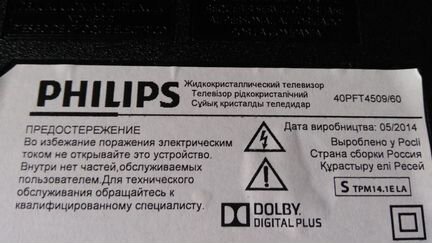 PHILIPS
Жидкокристаллический телевизор
Телевізор рідкокристалічний
Сұйық кристалды теледидар
40PFT4509/60
ПРЕДОСТЕРЕЖЕНИЕ
Во избежание поражения электрическим
током не открывайте это устройство.
Внутри нет частей,обслуживаемых
пользователем.Для технического
обслуживания обращайтесь к
квалифицированному специалисту.
Дата виробництва: 05/2014
Вироблено у Росії
Страна сборки Россия
Құрастыру елі Ресей
S TPM14.1E LA
DOLBY
DIGITAL PLUS